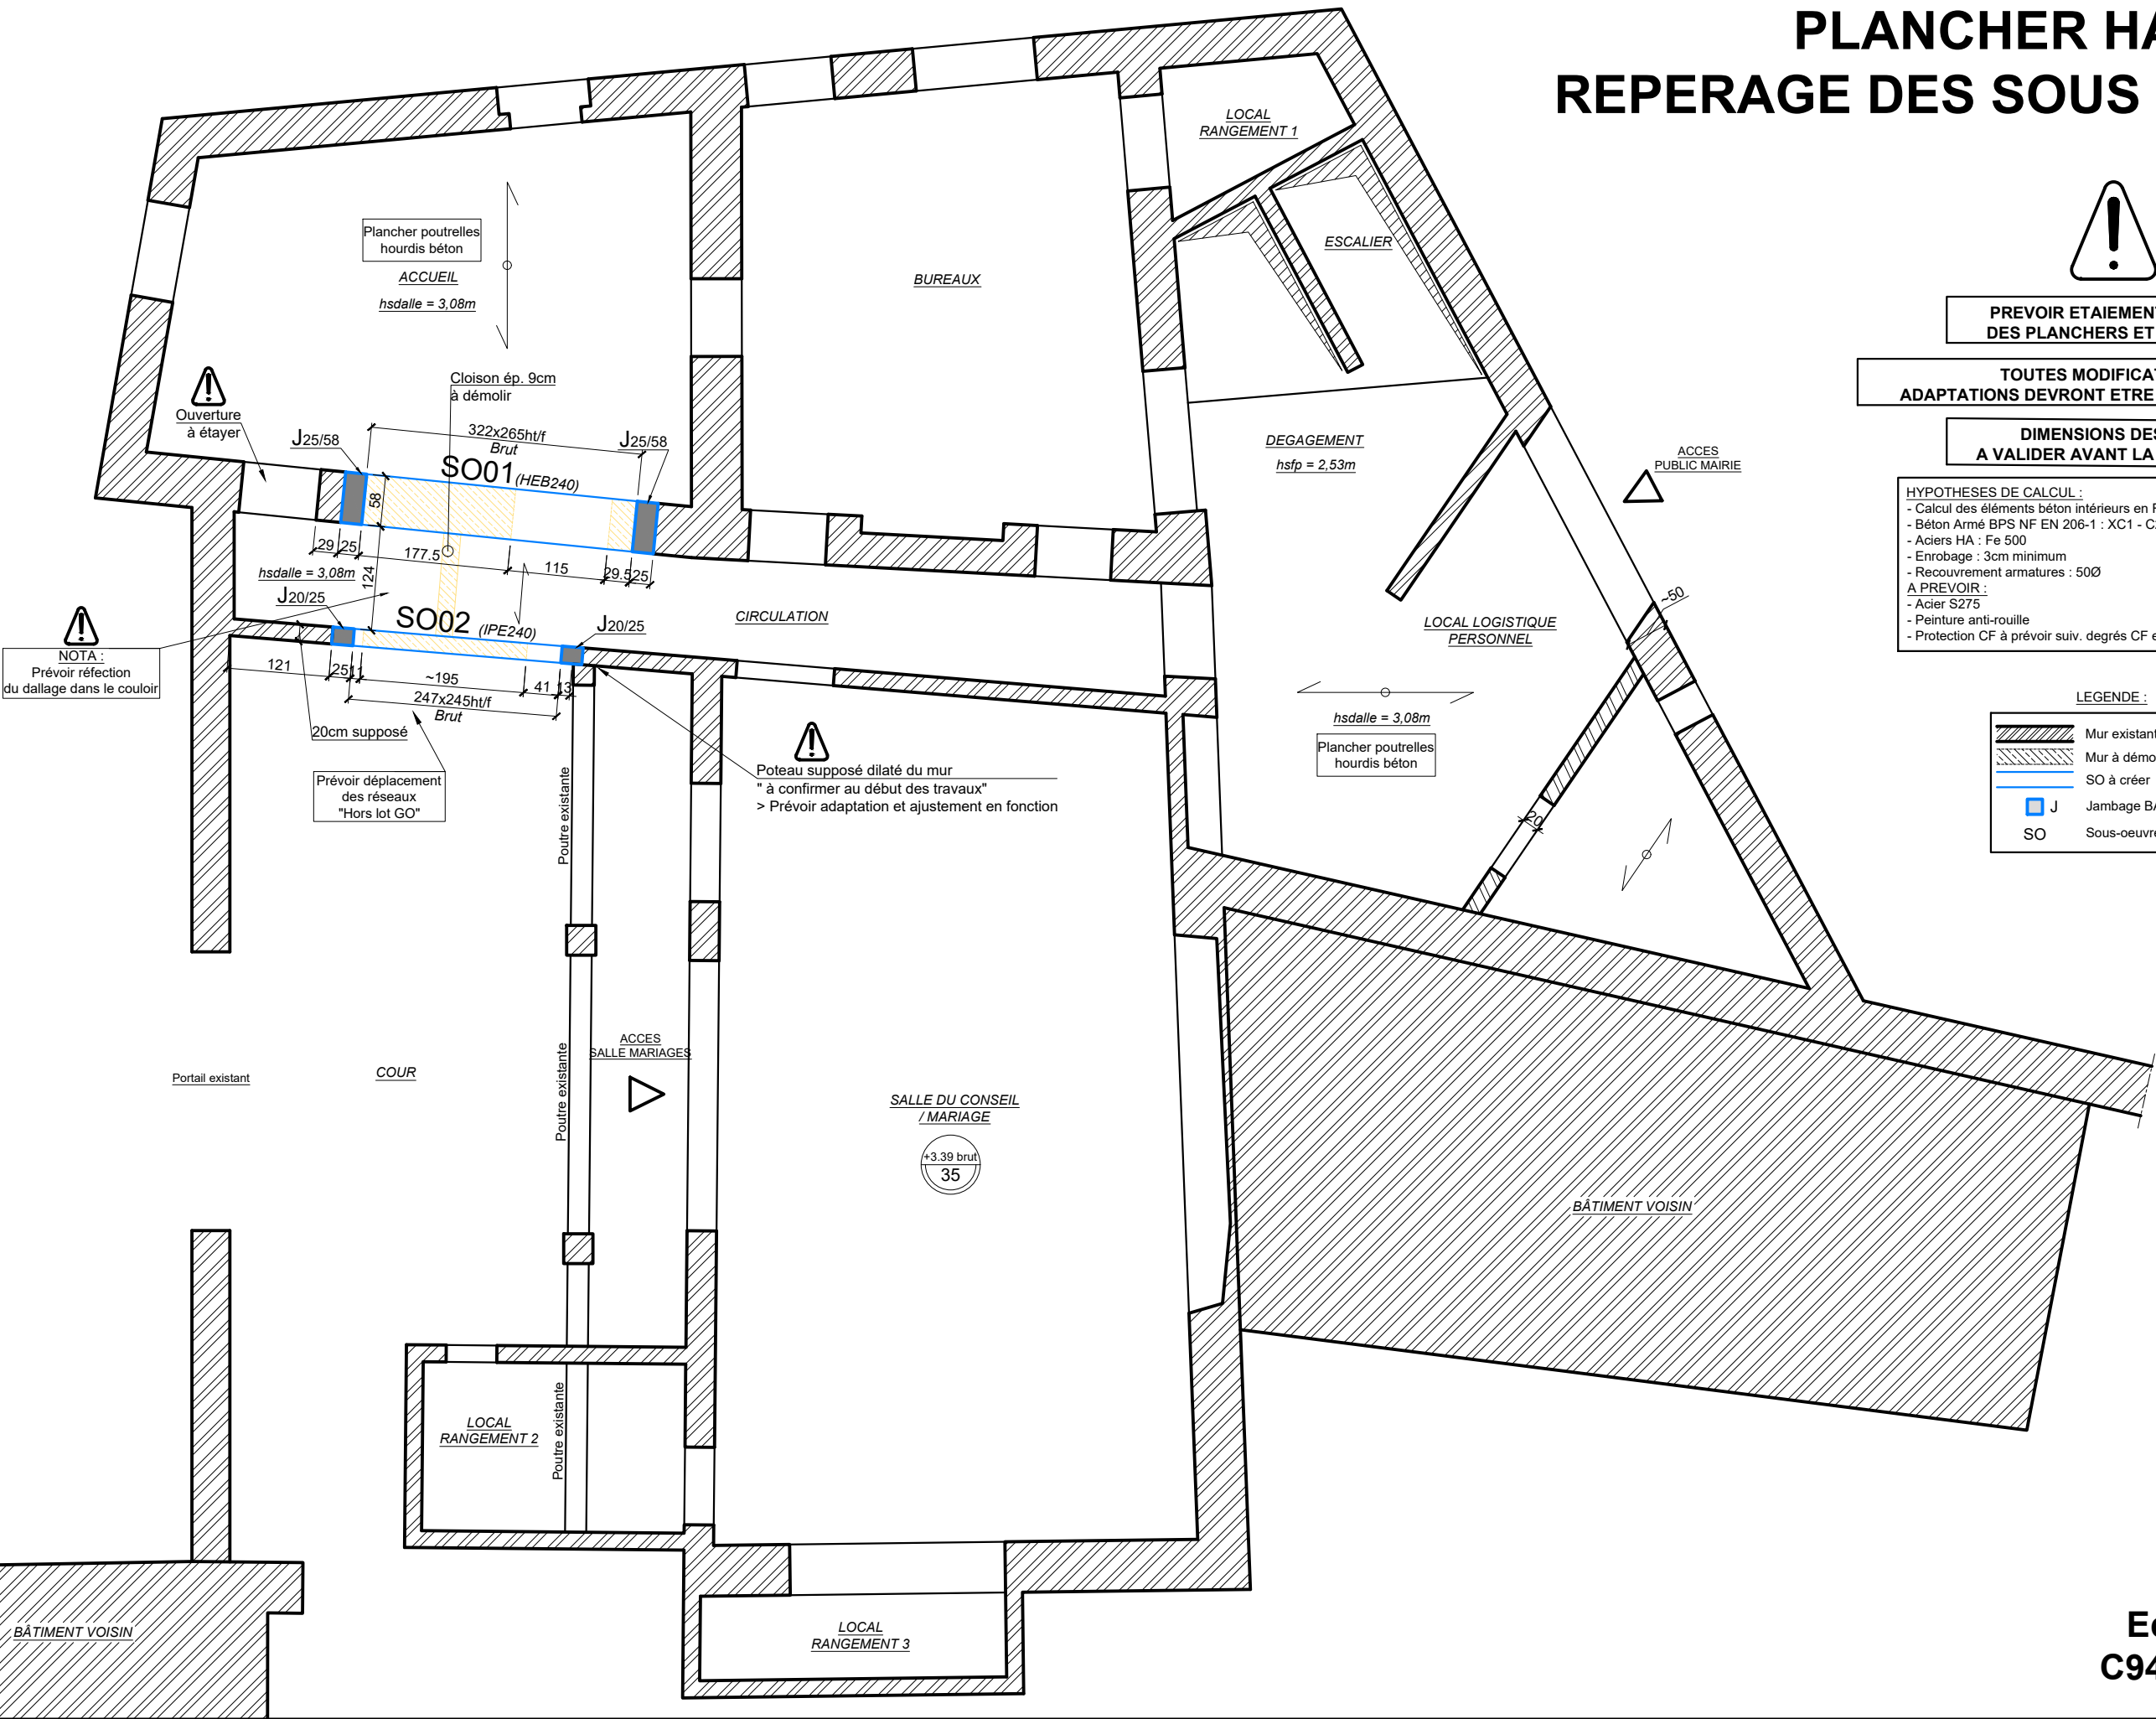 PLANCHER HA
REPERAGE DES SOUS
LOCAL
RANGEMENT 1
ESCALIER
Plancher poutrelles
hourdis béton
ACCUEIL
hsdalle = 3,08m
BUREAUX
PREVOIR ETAIEMENT
DES PLANCHERS ET
TOUTES MODIFICAT
ADAPTATIONS DEVRONT ETRE
DIMENSIONS DES
A VALIDER AVANT LA
Cloison ép. 9cm
à démolir
Ouverture
à étayer
J25/58
322x265ht/f
Brut
J25/58
SO01 (HEB240)
58
DEGAGEMENT
hsfp = 2,53m
ACCES
PUBLIC MAIRIE
HYPOTHESES DE CALCUL :
- Calcul des éléments béton intérieurs en F
- Béton Armé BPS NF EN 206-1 : XC1 - C
- Aciers HA : Fe 500
- Enrobage : 3cm minimum
- Recouvrement armatures : 50Ø
A PREVOIR :
- Acier S275
- Peinture anti-rouille
- Protection CF à prévoir suiv. degrés CF e
29
25
177.5
115
29.5
25
hsdalle = 3,08m
124
J20/25
SO02 (IPE240)
J20/25
CIRCULATION
LOCAL LOGISTIQUE
PERSONNEL
~50
NOTA :
Prévoir réfection
du dallage dans le couloir
121
25
11
~195
41
13
247x245ht/f
Brut
20cm supposé
Prévoir déplacement
des réseaux
"Hors lot GO"
Poteau supposé dilaté du mur
" à confirmer au début des travaux"
> Prévoir adaptation et ajustement en fonction
hsdalle = 3,08m
Plancher poutrelles
hourdis béton
LEGENDE :
Mur existant
Mur à démo
SO à créer
J
Jambage BA
SO
Sous-oeuvre
20
Poutre existante
Poutre existante
ACCES
SALLE MARIAGES
Portail existant
COUR
SALLE DU CONSEIL
/ MARIAGE
+3.39 brut
35
BÂTIMENT VOISIN
LOCAL
RANGEMENT 2
Poutre existante
BÂTIMENT VOISIN
LOCAL
RANGEMENT 3
C94